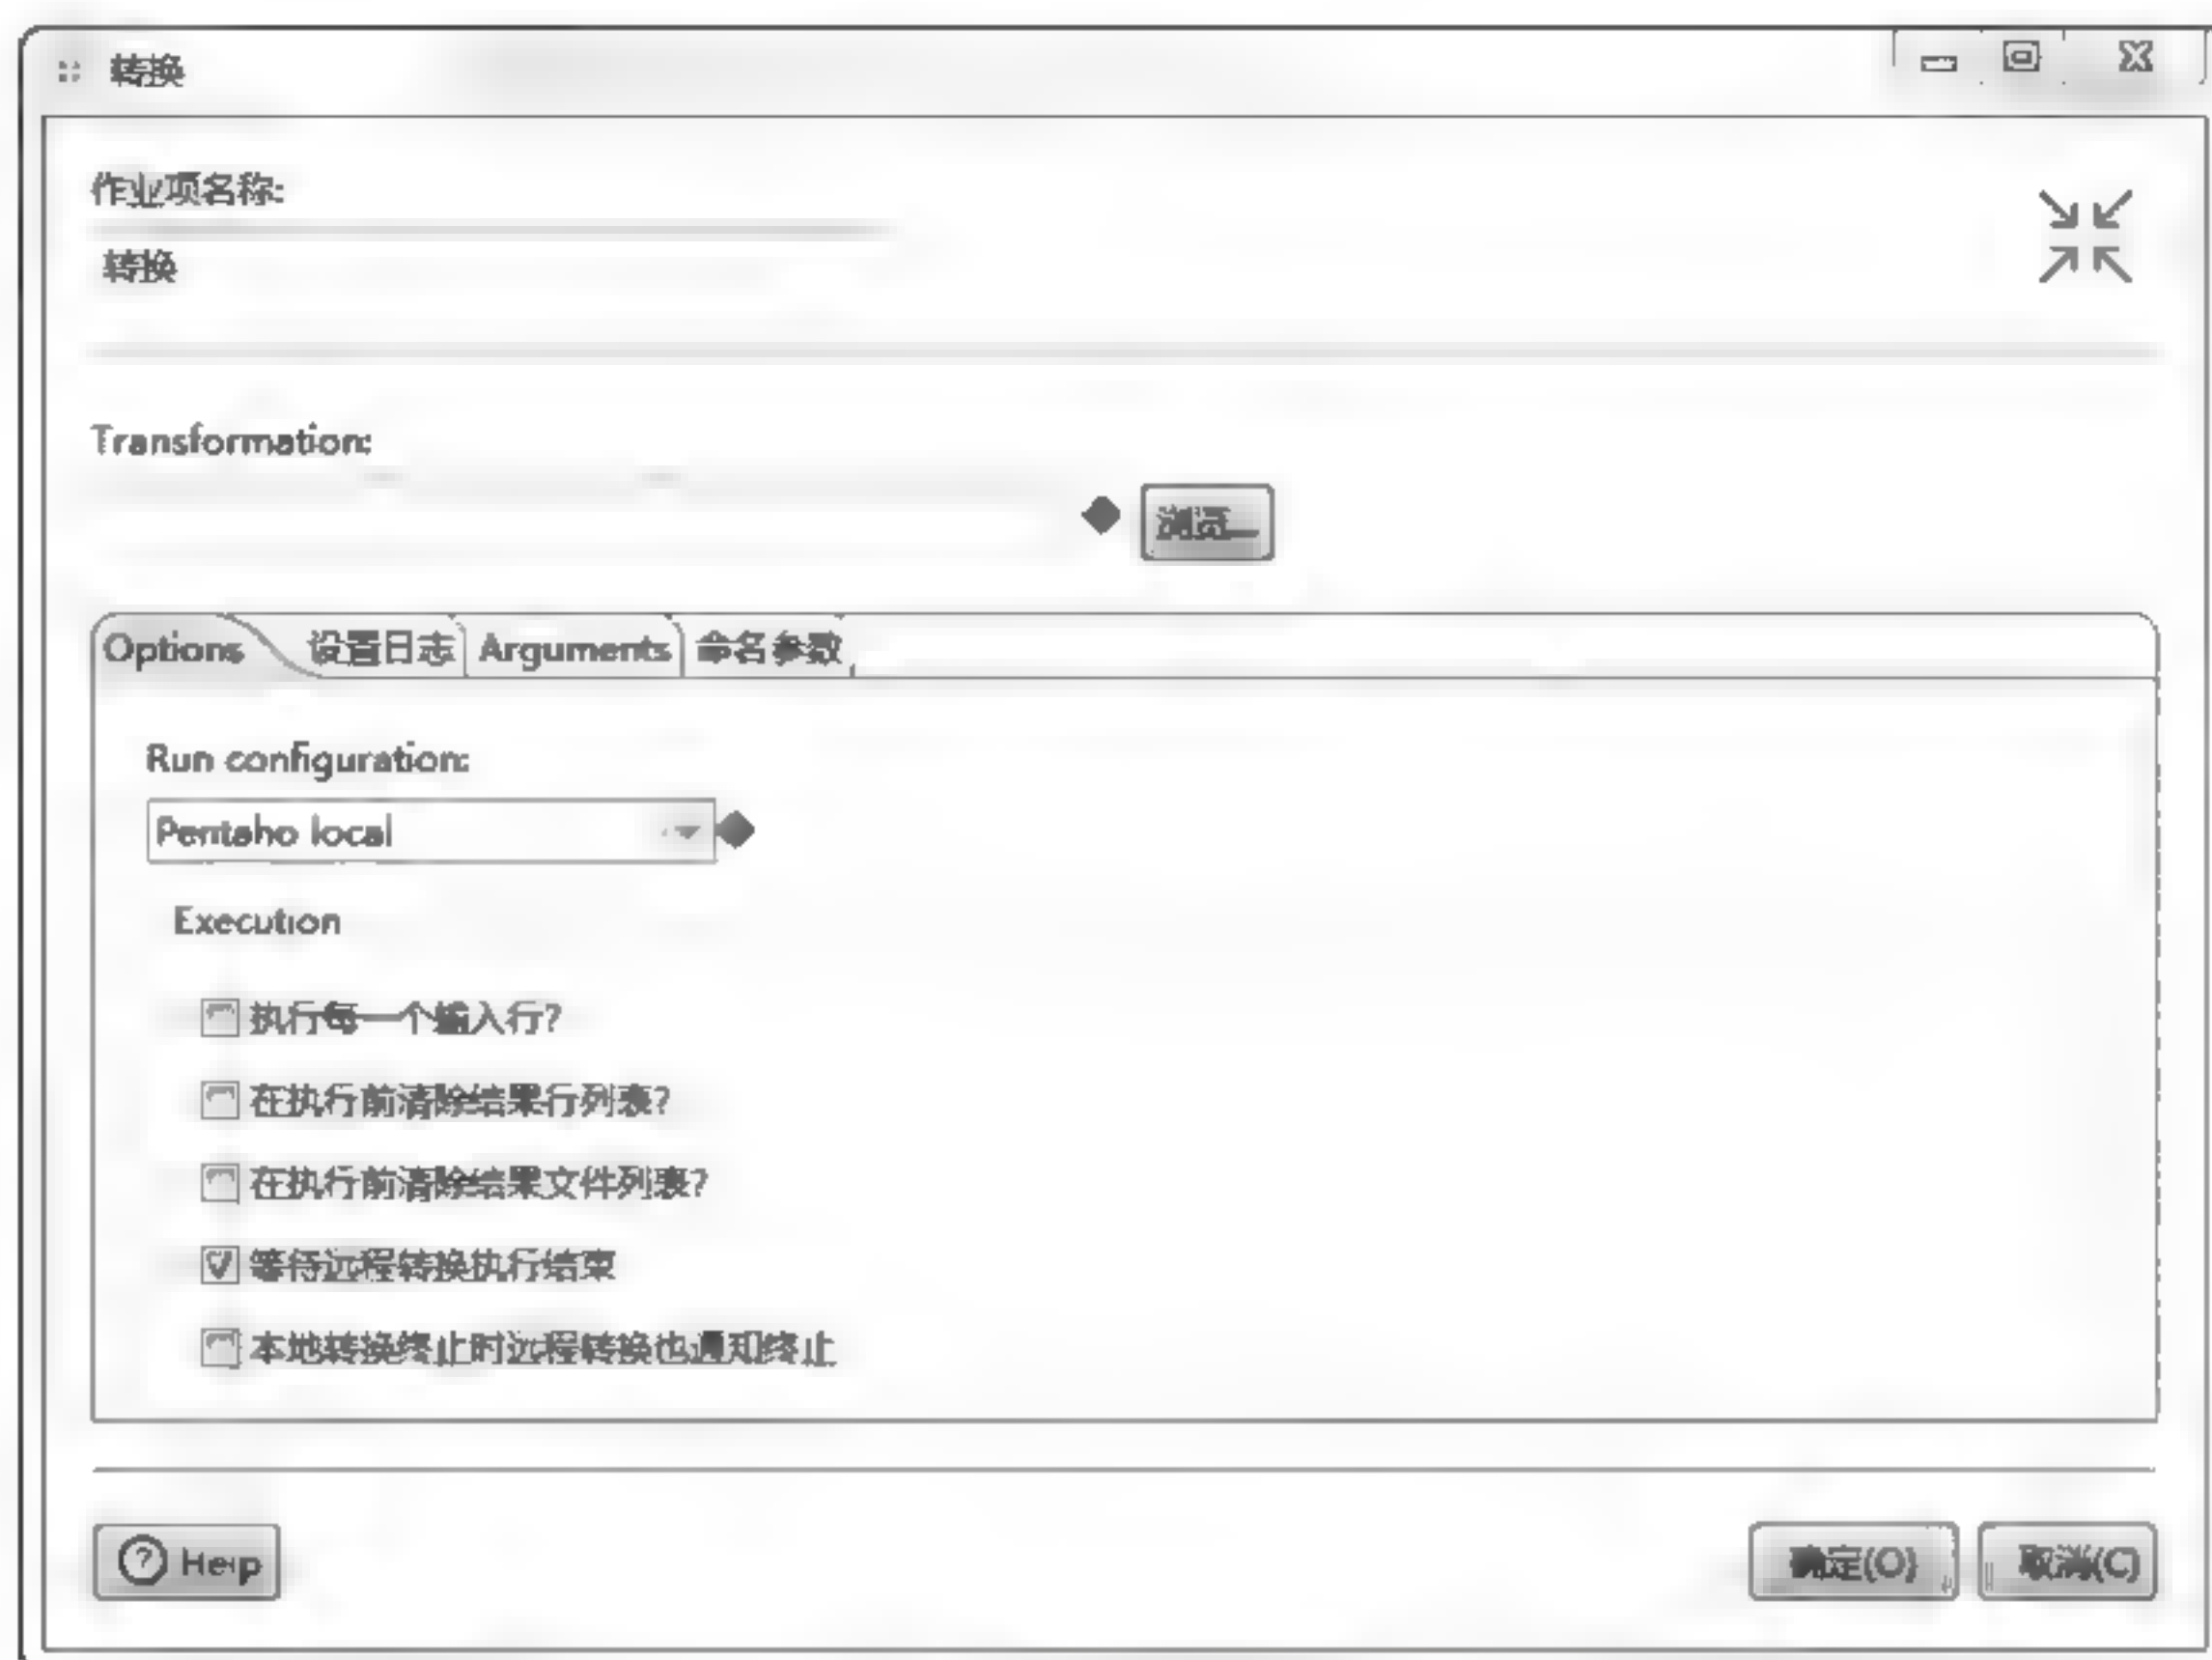 转换
作业项名称:
转换
Transformation:
浏览...
Options 设置日志 Arguments 命名参数
Run configuration:
Pentaho local
Execution
执行每一个输入行?
在执行前清除结果行列表?
在执行前清除结果文件列表?
等待远程转换执行结束
本地转换终止时远程转换也通知终止
Help 确定(O) 取消(C)